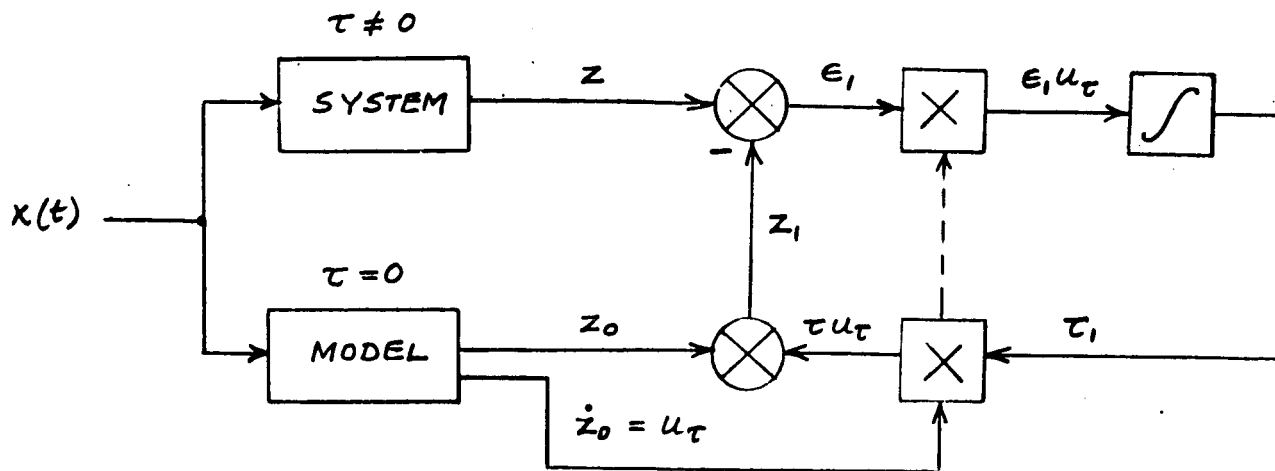 τ ≠ 0
SYSTEM
z
ϵ₁
×
ϵ₁u_τ
∫
−
x(t)
z₁
τ = 0
MODEL
z₀
τu_τ
×
τ₁
ż₀ = u_τ